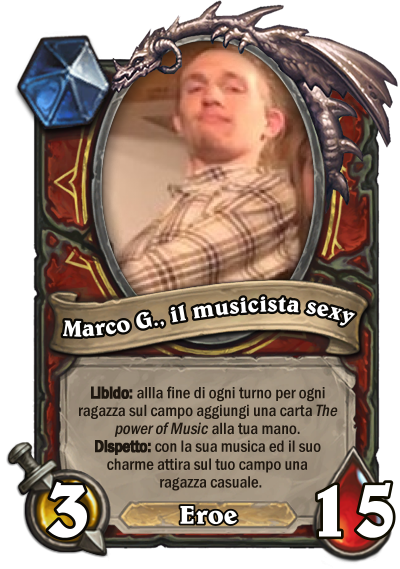 Marco G., il musicista sexy
Libido: allla fine di ogni turno per ogni
ragazza sul campo aggiungi una carta The
power of Music alla tua mano.
Dispetto: con la sua musica ed il suo
charme attira sul tuo campo una
ragazza casuale.
3
Eroe
15